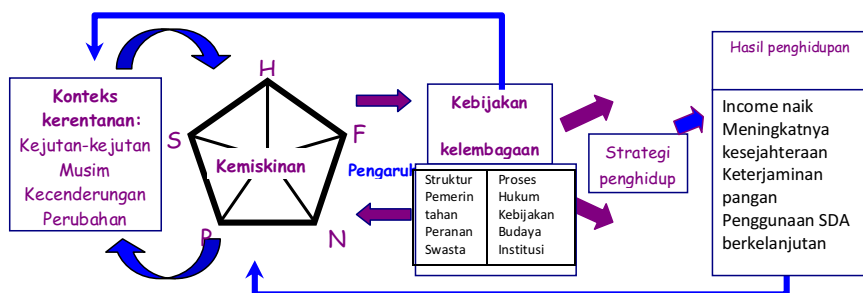 Konteks
kerentanan:
Kejutan-kejutan
Musim
Kecenderungan
Perubahan
H
S
F
Kemiskinan
P
N
Pengaruh
Kebijakan
kelembagaan
Struktur
Pemerin
tahan
Peranan
Swasta
Proses
Hukum
Kebijakan
Budaya
Institusi
Strategi
penghidup
Hasil penghidupan
Income naik
Meningkatnya
kesejahteraan
Keterjaminan
pangan
Penggunaan SDA
berkelanjutan